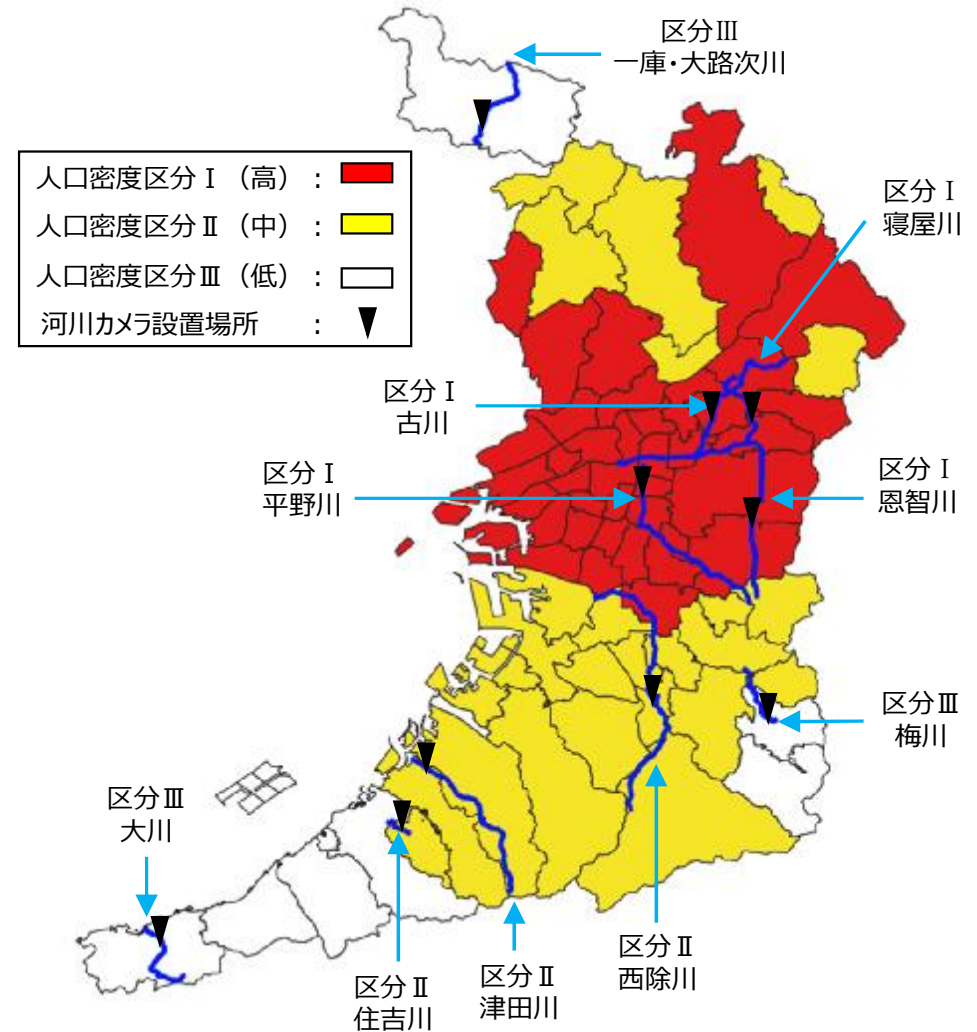 区分Ⅲ
一庫・大路次川
人口密度区分Ⅰ（高）：
人口密度区分Ⅱ（中）：
人口密度区分Ⅲ（低）：
河川カメラ設置場所　：
区分Ⅰ
寝屋川
区分Ⅰ
古川
区分Ⅰ
平野川
区分Ⅰ
恩智川
区分Ⅲ
梅川
区分Ⅲ
大川
区分Ⅱ
西除川
区分Ⅱ
津田川
区分Ⅱ
住吉川